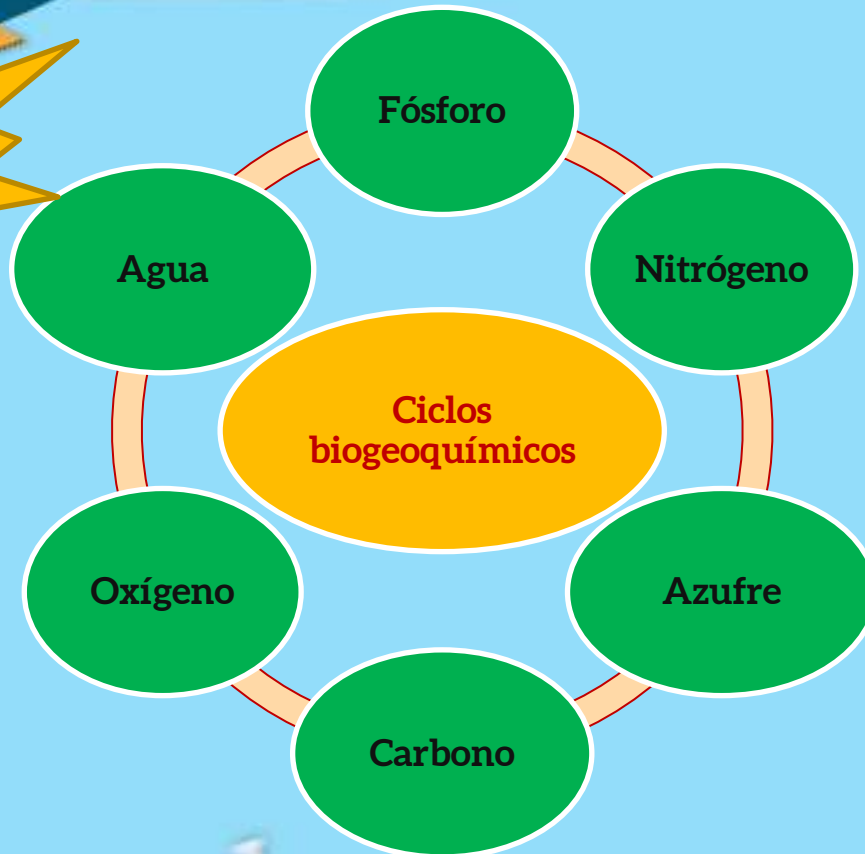 Fósforo
Agua
Nitrógeno
Ciclos
biogeoquímicos
Oxígeno
Azufre
Carbono